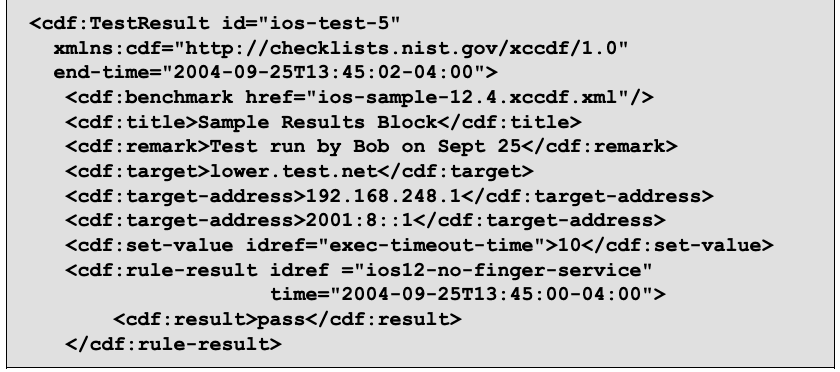 <cdf:TestResult id="ios-test-5"
xmlns:cdf="http://checklists.nist.gov/xccdf/1.0"
end-time="2004-09-25T13:45:02-04:00">
<cdf:benchmark href="ios-sample-12.4.xccdf.xml"/>
<cdf:title>Sample Results Block</cdf:title>
<cdf:remark>Test run by Bob on Sept 25</cdf:remark>
<cdf:target>lower.test.net</cdf:target>
<cdf:target-address>192.168.248.1</cdf:target-address>
<cdf:target-address>2001:8::1</cdf:target-address>
<cdf:set-value idref="exec-timeout-time">10</cdf:set-value>
<cdf:rule-result idref ="ios12-no-finger-service"
time="2004-09-25T13:45:00-04:00">
<cdf:result>pass</cdf:result>
</cdf:rule-result>